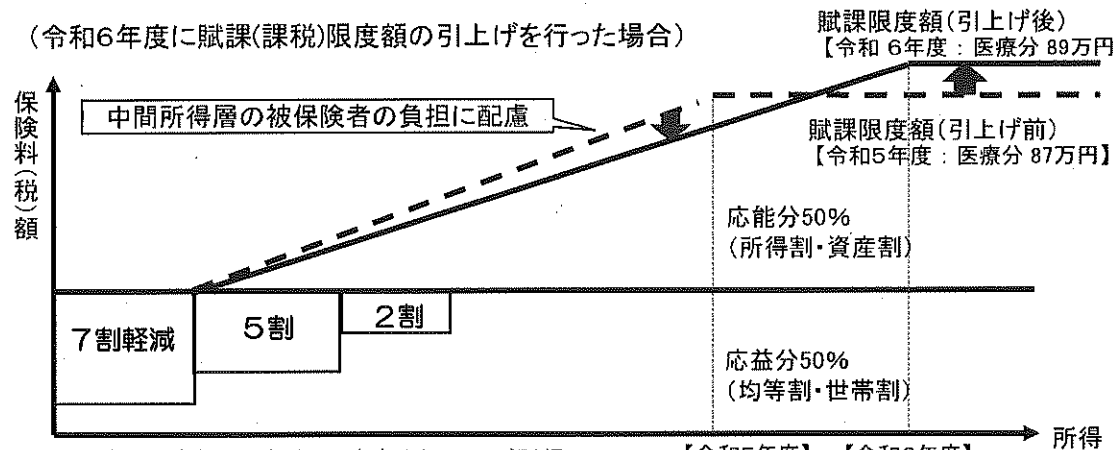 (令和6年度に賦課(課税)限度額の引上げを行った場合)
賦課限度額(引上げ後)
【令和 6年度 : 医療分 89万円
保険料(税)額
中間所得層の被保険者の負担に配慮
賦課限度額(引上げ前)
【令和5年度 : 医療分 87万円】
応能分50%
(所得割・資産割)
7割軽減
5割
2割
応益分50%
(均等割・世帯割)
所得